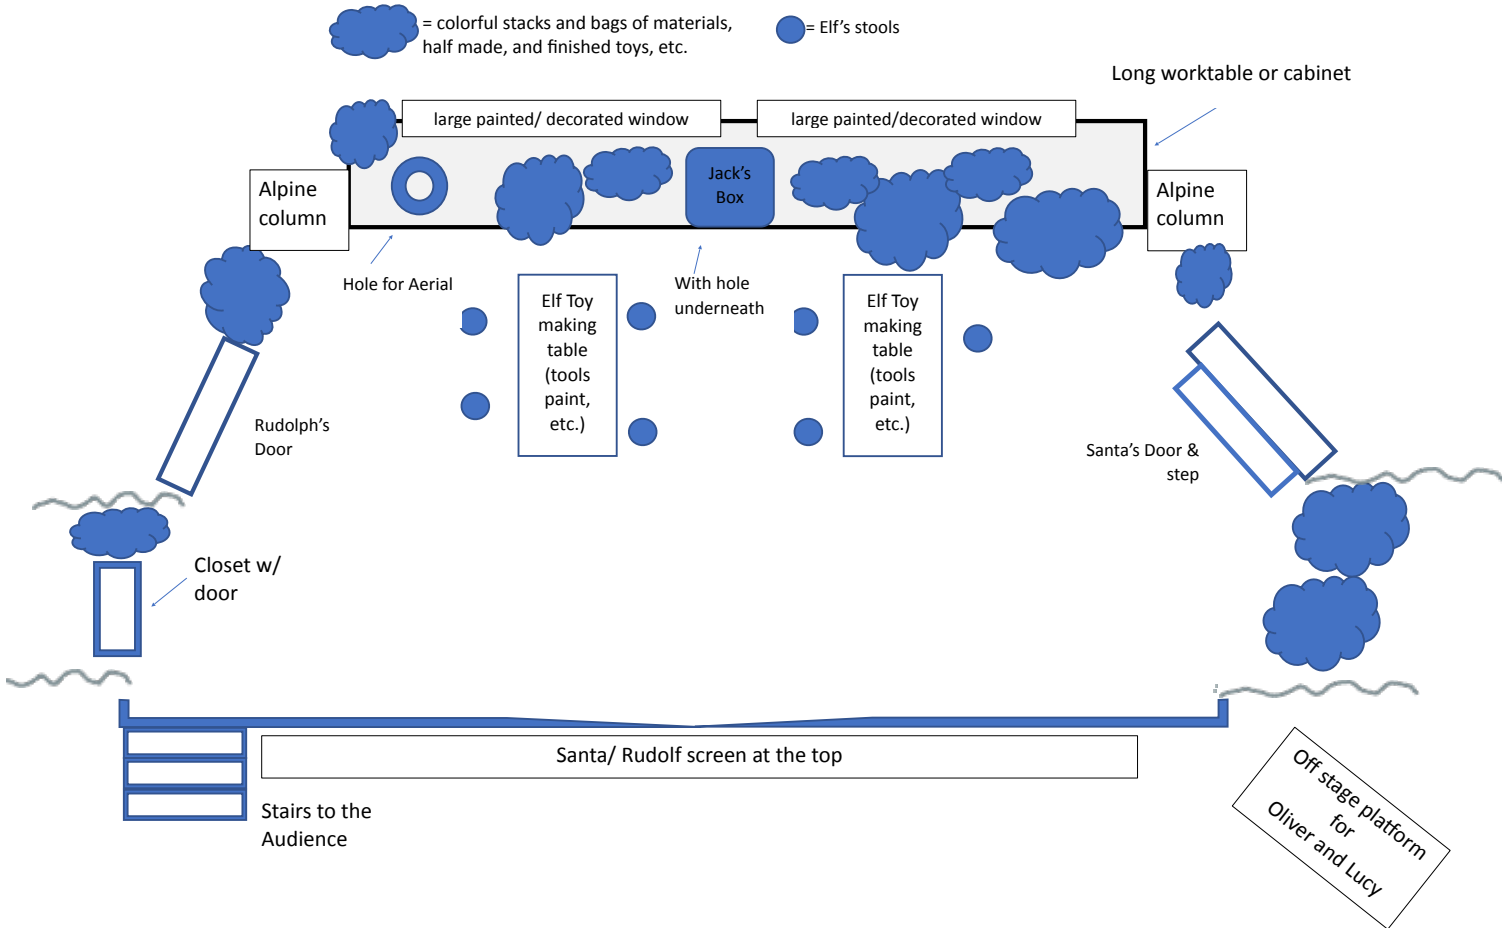 = colorful stacks and bags of materials,
half made, and finished toys, etc.
= Elf's stools
Long worktable or cabinet
large painted/ decorated window
large painted/decorated window
Alpine
column
Jack's
Box
Alpine
column
Hole for Aerial
With hole
underneath
Elf Toy
making
table
(tools
paint,
etc.)
Elf Toy
making
table
(tools
paint,
etc.)
Rudolph's
Door
Santa's Door &
step
Closet w/
door
Santa/ Rudolf screen at the top
Stairs to the
Audience
Off stage platform
for
Oliver and Lucy